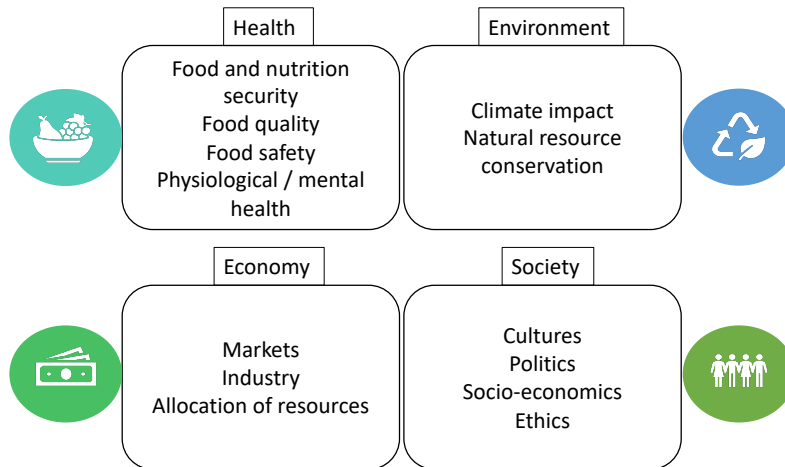 Health
Food and nutrition
security
Food quality
Food safety
Physiological / mental
health
Environment
Climate impact
Natural resource
conservation
Economy
Markets
Industry
Allocation of resources
Society
Cultures
Politics
Socio-economics
Ethics